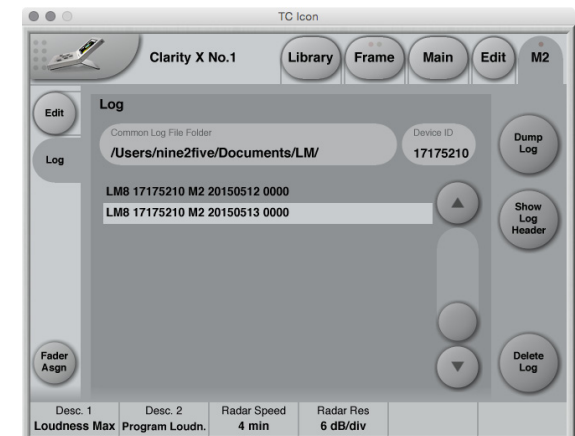 TC Icon
Clarity X No.1
Library
Frame
Main
Edit
M2
Edit
Log
Log
Common Log File Folder
/Users/nine2five/Documents/LM/
Device ID
17175210
LM8 17175210 M2 20150512 0000
LM8 17175210 M2 20150513 0000
Dump
Log
Show
Log
Header
Delete
Log
Fader
Asgn
Desc. 1
Loudness Max
Desc. 2
Program Loudn.
Radar Speed
4 min
Radar Res
6 dB/div